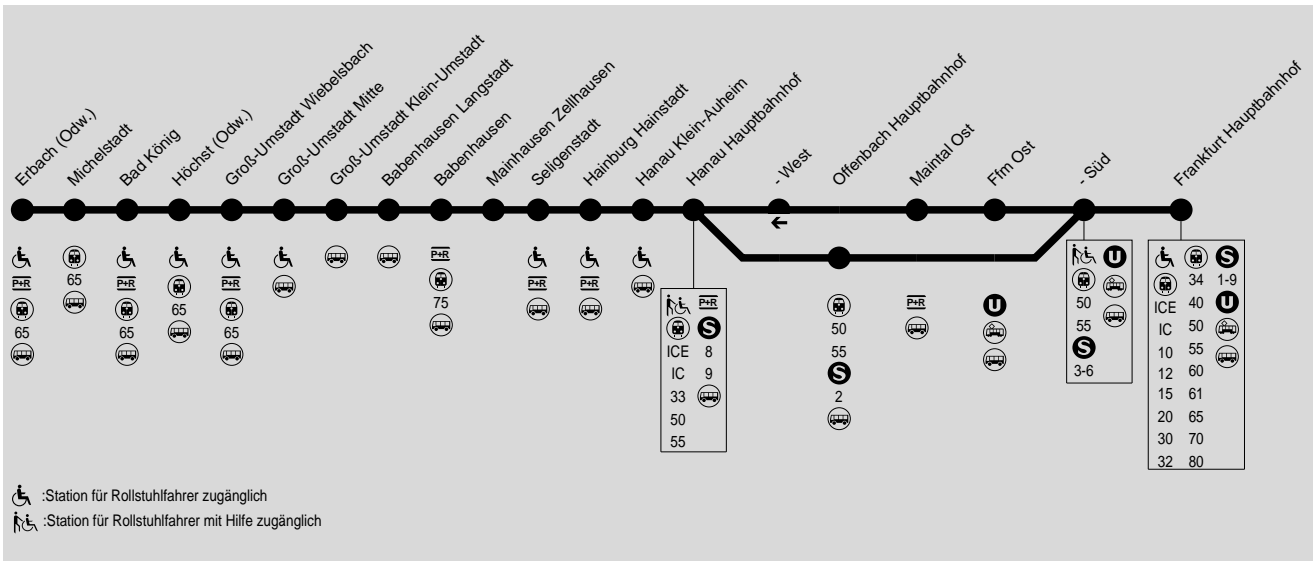 Erbach (Odw.)
Michelstadt
Bad König
Höchst (Odw.)
Groß-Umstadt Wiebelsbach
Groß-Umstadt Mitte
Groß-Umstadt Klein-Umstadt
Babenhausen Langstadt
Babenhausen
Mainhausen Zellhausen
Seligenstadt
Hainburg Hainstadt
Hanau Klein-Auheim
Hanau Hauptbahnhof
- West
Offenbach Hauptbahnhof
Maintal Ost
Ffm Ost
- Süd
Frankfurt Hauptbahnhof
P+R
65
65
P+R
65
65
P+R
65
P+R
75
P+R
P+R
P+R
S
ICE 8
IC 9
33
50
55
50
55
S
2
P+R
U
U
50
55
S
3-6
S
34 1-9
ICE 40 U
IC 50
10 55
12 60
15 61
20 65
30 70
32 80
:Station für Rollstuhlfahrer zugänglich
:Station für Rollstuhlfahrer mit Hilfe zugänglich